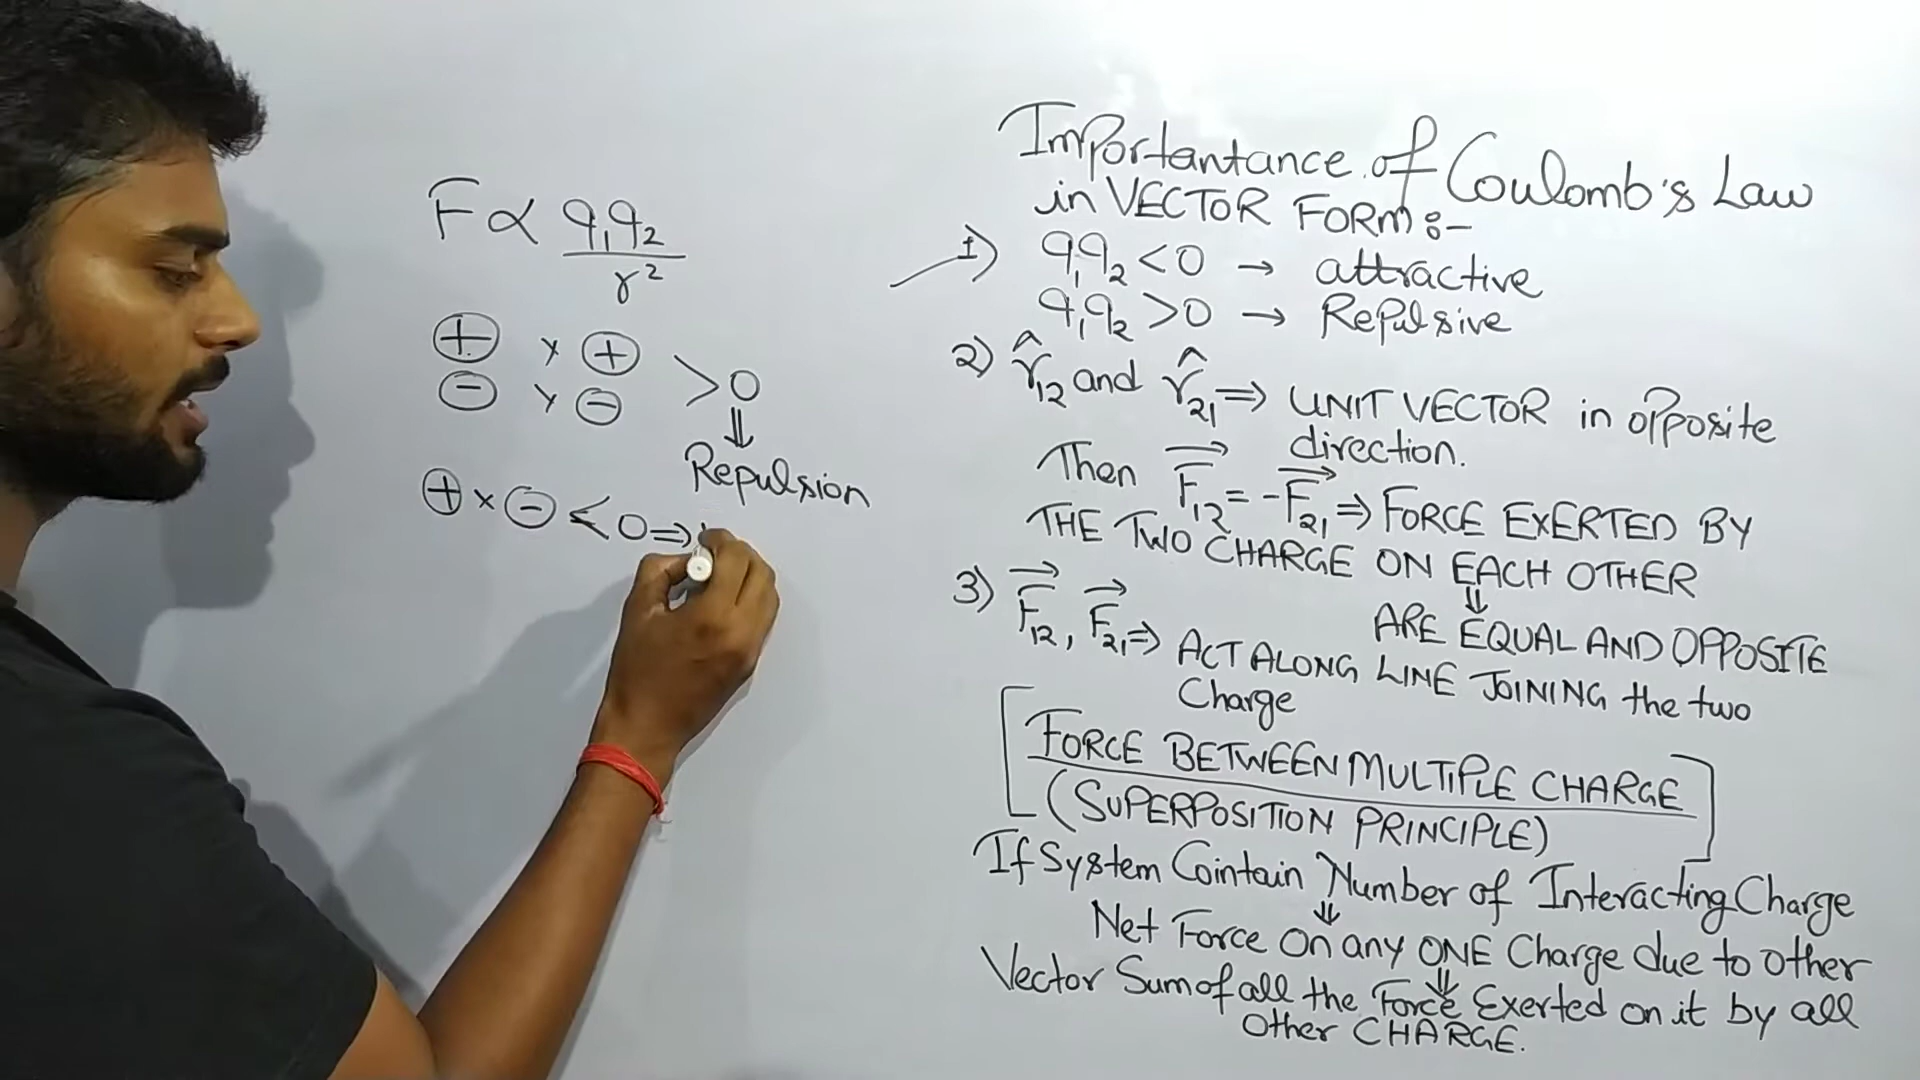 F ∝ q₁q₂
r²
⊕ × ⊕
⊖ × ⊖
>0
⇓
Repulsion
⊕ × ⊖ < 0 ⇒
Importantance of Coulomb's Law
in VECTOR FORM :-
1) q₁q₂ < 0 → attractive
q₁q₂ > 0 → Repulsive
2) r̂₁₂ and r̂₂₁ ⇒ UNIT VECTOR in opposite
direction.
Then F⃗₁₂ = -F⃗₂₁ ⇒ FORCE EXERTED BY
THE TWO CHARGE ON EACH OTHER
⇓
ARE EQUAL AND OPPOSITE
3) F⃗₁₂, F⃗₂₁ ⇒ ACT ALONG LINE JOINING the two
Charge
[FORCE BETWEEN MULTIPLE CHARGE
(SUPERPOSITION PRINCIPLE)]
If System Cointain Number of Interacting Charge
⇓
Net Force On any ONE Charge due to other
⇓
Vector Sum of all the Force Exerted on it by all
Other CHARGE.